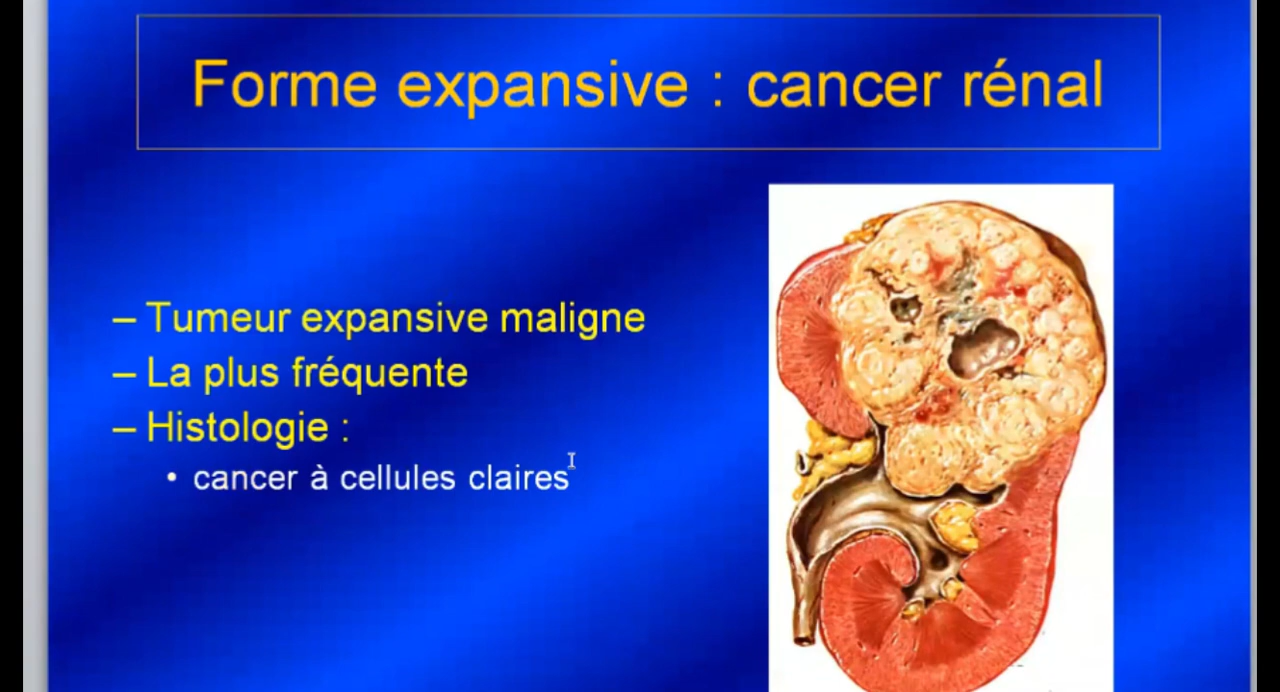 Forme expansive : cancer rénal
– Tumeur expansive maligne
– La plus fréquente
– Histologie :
• cancer à cellules claires